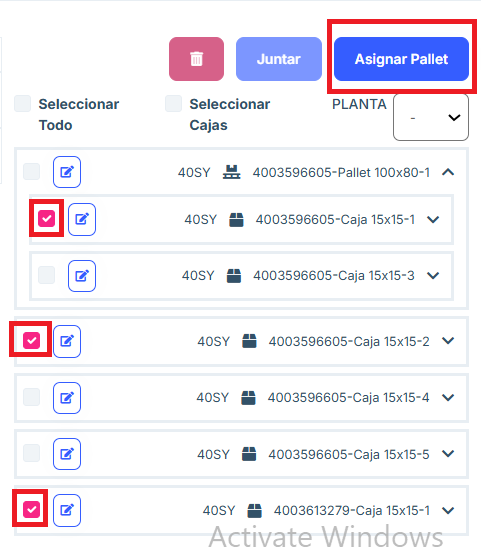 Juntar
Asignar Pallet
Seleccionar
Todo
Seleccionar
Cajas
PLANTA
-
40SY 4003596605-Pallet 100x80-1
40SY 4003596605-Caja 15x15-1
40SY 4003596605-Caja 15x15-3
40SY 4003596605-Caja 15x15-2
40SY 4003596605-Caja 15x15-4
40SY 4003596605-Caja 15x15-5
40SY 4003613279-Caja 15x15-1
Activate Windows